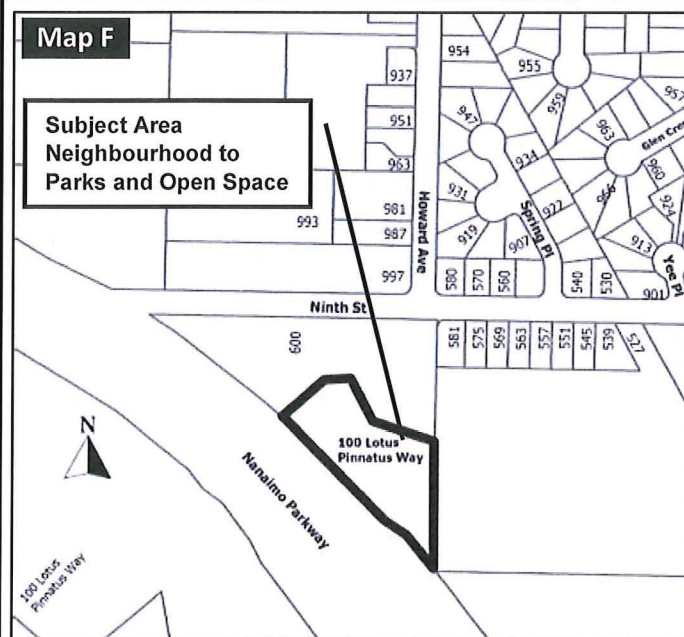 Map F
Subject Area
Neighbourhood to
Parks and Open Space
937
951
963
981
987
993
997
Howard Ave
954
955
957
947
959
963
Glen Cres
934
960
966
924
931
922
919
Spring Pl
907
913
Yee Pl
580
570
560
540
530
901
Ninth St
600
581
575
569
563
557
551
545
539
527
100 Lotus
Pinnatus Way
N
Nanaimo Parkway
100 Lotus
Pinnatus Way